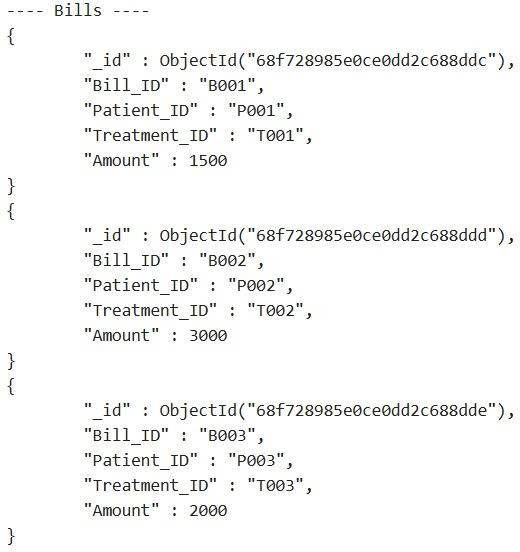 ---- Bills ----
{
        "_id" : ObjectId("68f728985e0ce0dd2c688ddc"),
        "Bill_ID" : "B001",
        "Patient_ID" : "P001",
        "Treatment_ID" : "T001",
        "Amount" : 1500
}
{
        "_id" : ObjectId("68f728985e0ce0dd2c688ddd"),
        "Bill_ID" : "B002",
        "Patient_ID" : "P002",
        "Treatment_ID" : "T002",
        "Amount" : 3000
}
{
        "_id" : ObjectId("68f728985e0ce0dd2c688dde"),
        "Bill_ID" : "B003",
        "Patient_ID" : "P003",
        "Treatment_ID" : "T003",
        "Amount" : 2000
}